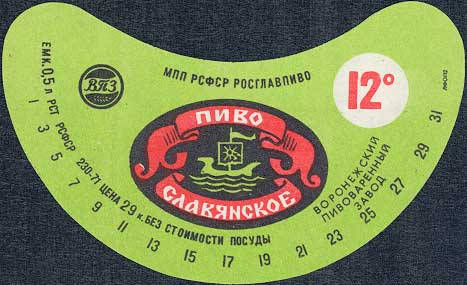 МПП РСФСР РОСГЛАВПИВО
ВПЗ
12°
ЕМК. 0,5 л РСТ РСФСР 230-71 ЦЕНА 29 к. БЕЗ СТОИМОСТИ ПОСУДЫ
ПИВО
СЛАВЯНСКОЕ
ВОРОНЕЖСКИЙ
ПИВОВАРЕННЫЙ
ЗАВОД
1 3 5 7 9 11 13 15 17 19 21 23 25 27 29 31